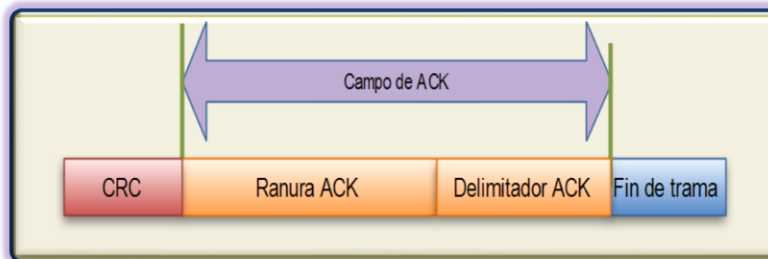 Campo de ACK
CRC
Ranura ACK
Delimitador ACK
Fin de trama